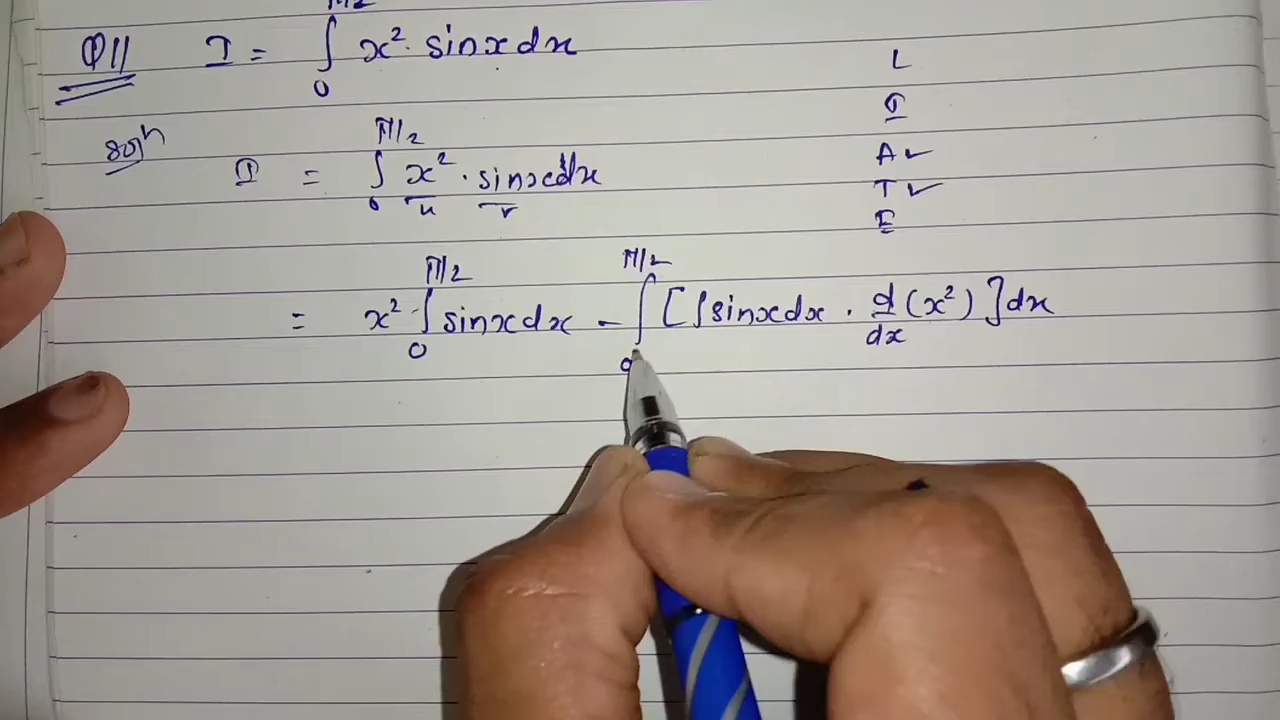 Q11 I = ∫₀^π/2 x² · sinx dx
L
I
soln
A ✓
I = ∫₀^π/2 x² · sinx dx
T ✓
u v
E
= x² · ∫₀^π/2 sinx dx - ∫₀^π/2 [∫sinx dx · d/dx (x²)] dx